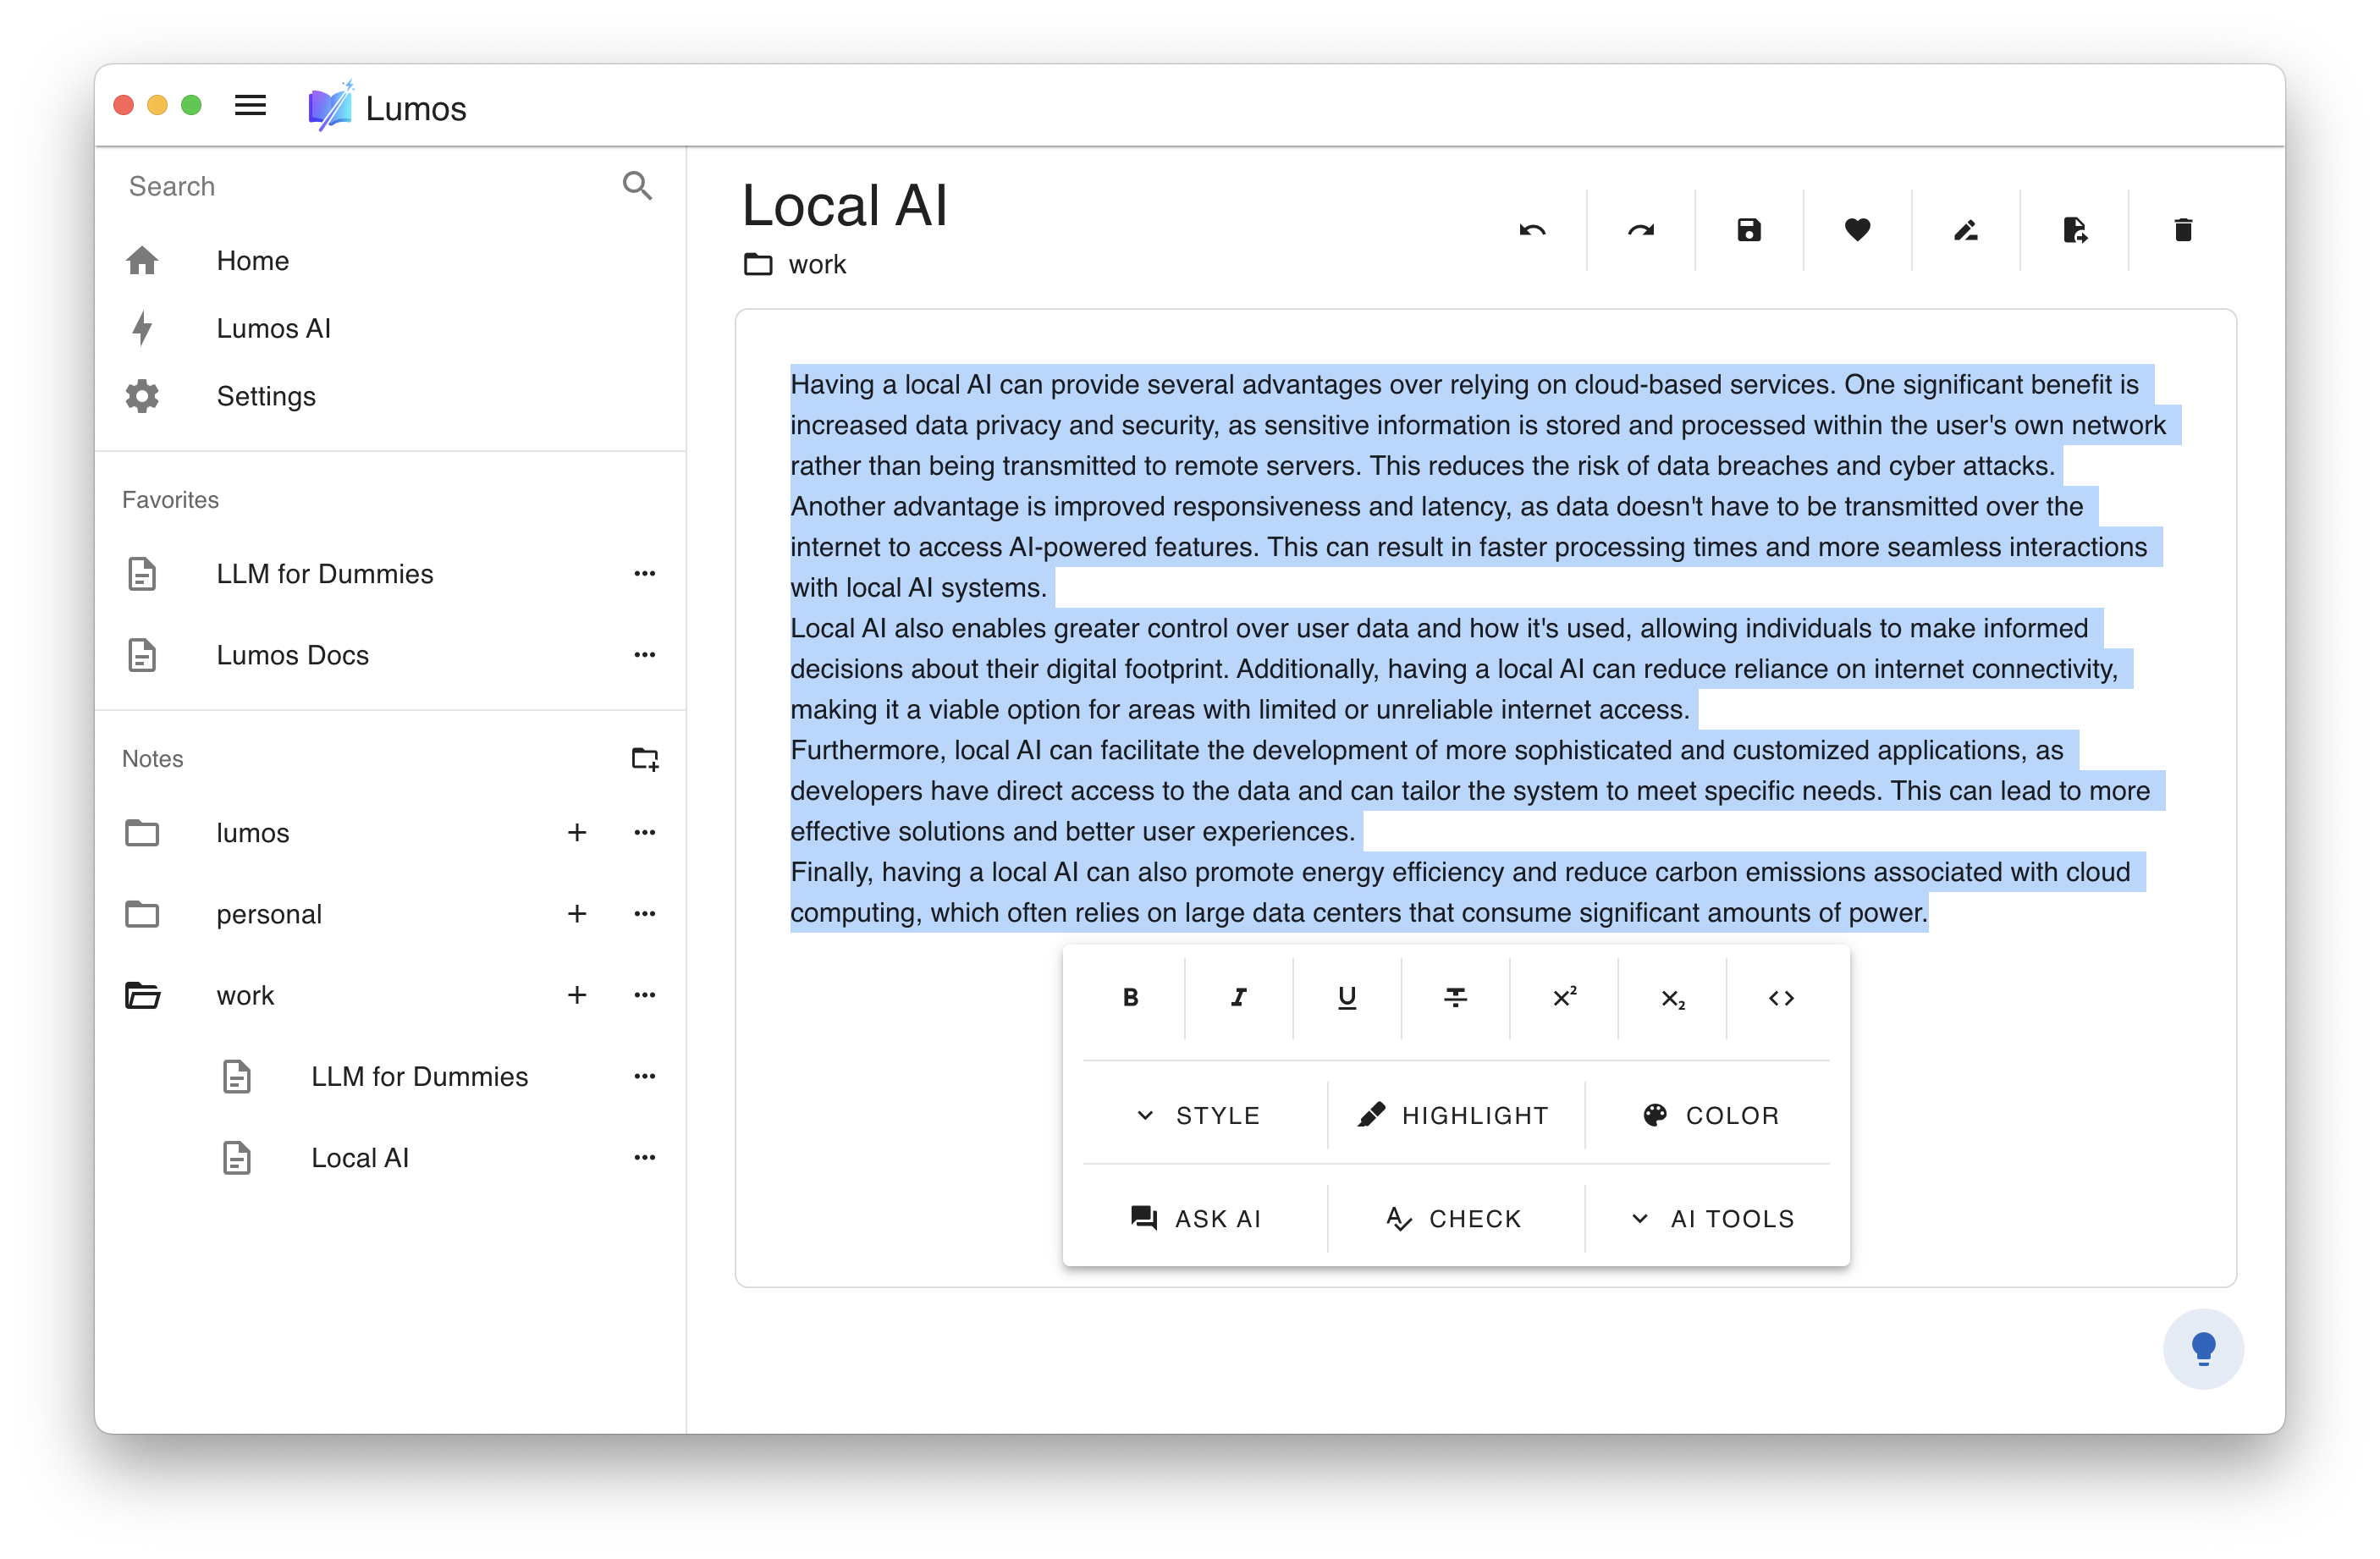 Lumos
Search
Home
Lumos AI
Settings
Favorites
LLM for Dummies
Lumos Docs
Notes
lumos
personal
work
LLM for Dummies
Local AI
Local AI
work
Having a local AI can provide several advantages over relying on cloud-based services. One significant benefit is
increased data privacy and security, as sensitive information is stored and processed within the user's own network
rather than being transmitted to remote servers. This reduces the risk of data breaches and cyber attacks.
Another advantage is improved responsiveness and latency, as data doesn't have to be transmitted over the
internet to access AI-powered features. This can result in faster processing times and more seamless interactions
with local AI systems.
Local AI also enables greater control over user data and how it's used, allowing individuals to make informed
decisions about their digital footprint. Additionally, having a local AI can reduce reliance on internet connectivity,
making it a viable option for areas with limited or unreliable internet access.
Furthermore, local AI can facilitate the development of more sophisticated and customized applications, as
developers have direct access to the data and can tailor the system to meet specific needs. This can lead to more
effective solutions and better user experiences.
Finally, having a local AI can also promote energy efficiency and reduce carbon emissions associated with cloud
computing, which often relies on large data centers that consume significant amounts of power.
B I U S X² X₂ <>
STYLE HIGHLIGHT COLOR
ASK AI CHECK AI TOOLS